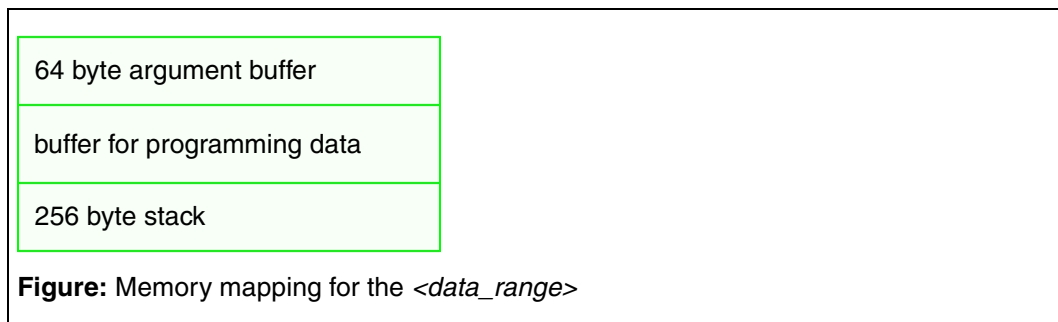 64 byte argument buffer
buffer for programming data
256 byte stack
Figure: Memory mapping for the <data_range>